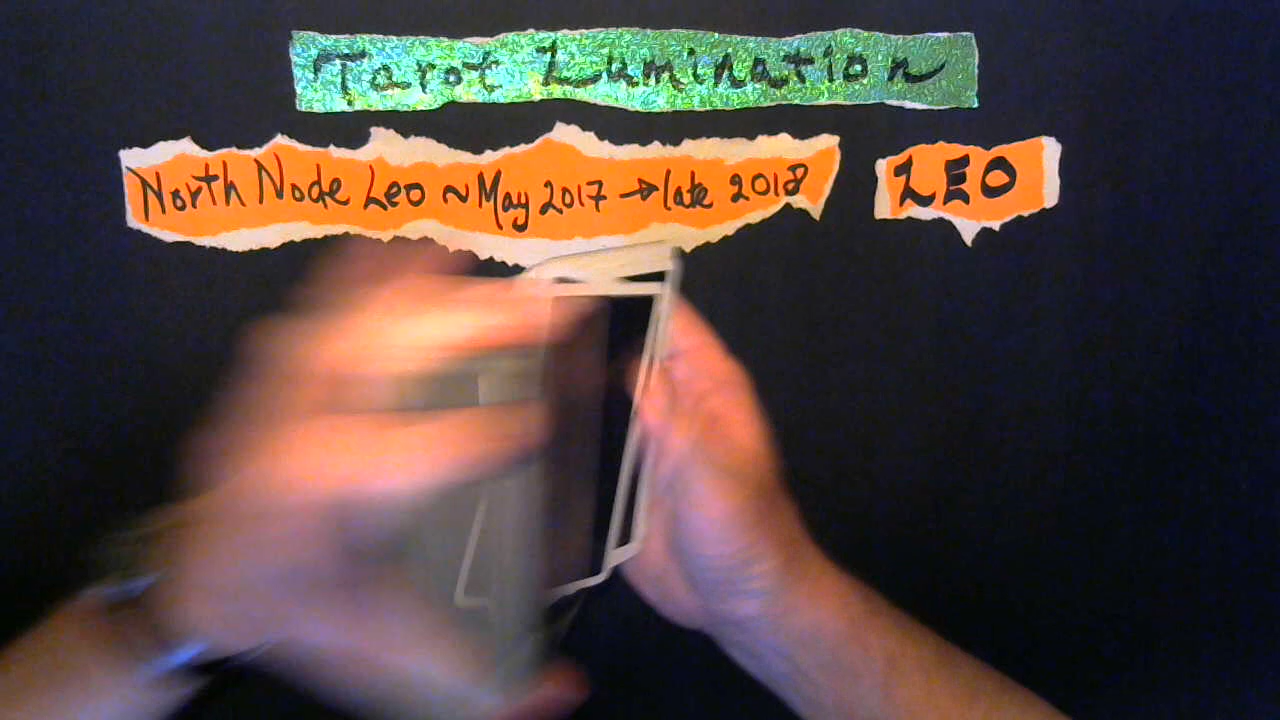 Tarot Lumination
North Node Leo ~ May 2017 → late 2018
LEO